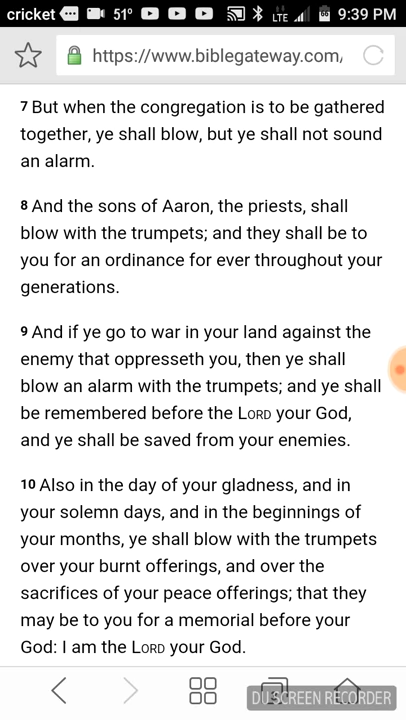 cricket 51° LTE 9:39 PM
https://www.biblegateway.com,
7 But when the congregation is to be gathered
together, ye shall blow, but ye shall not sound
an alarm.
8 And the sons of Aaron, the priests, shall
blow with the trumpets; and they shall be to
you for an ordinance for ever throughout your
generations.
9 And if ye go to war in your land against the
enemy that oppresseth you, then ye shall
blow an alarm with the trumpets; and ye shall
be remembered before the LORD your God,
and ye shall be saved from your enemies.
10 Also in the day of your gladness, and in
your solemn days, and in the beginnings of
your months, ye shall blow with the trumpets
over your burnt offerings, and over the
sacrifices of your peace offerings; that they
may be to you for a memorial before your
God: I am the LORD your God.
DU SCREEN RECORDER